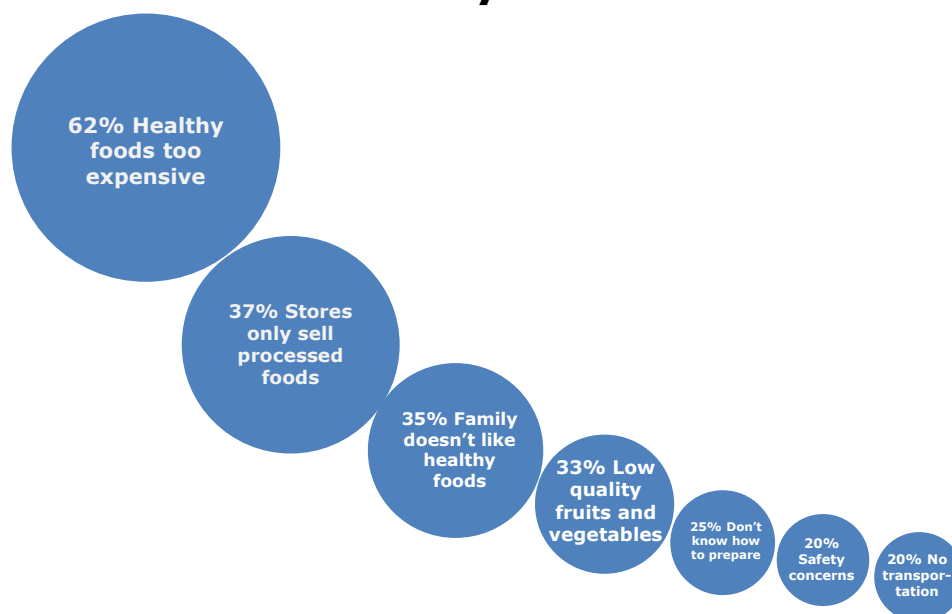 62% Healthy
foods too
expensive
37% Stores
only sell
processed
foods
35% Family
doesn’t like
healthy
foods
33% Low
quality
fruits and
vegetables
25% Don’t
know how
to prepare
20%
Safety
concerns
20% No
transpor-
tation